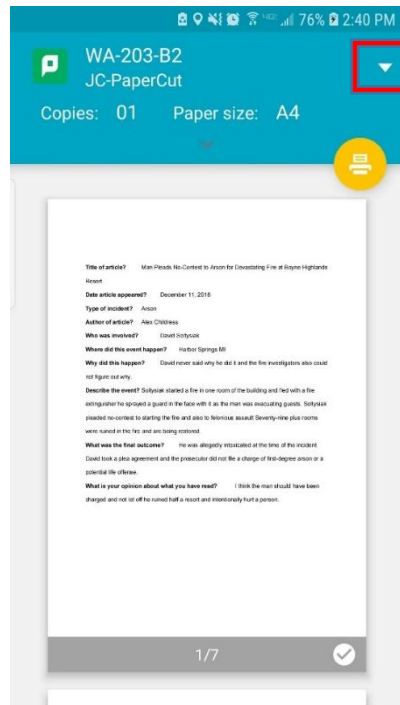 76% 2:40 PM
WA-203-B2
JC-PaperCut
Copies: 01 Paper size: A4
Title of article? Man Pleads No-Contest to Arson for Devastating Fire at Boyne Highlands
Resort
Date article appeared? December 11, 2018
Type of incident? Arson
Author of article? Alex Childress
Who was involved? David Soltysiak
Where did this event happen? Harbor Springs MI
Why did this happen? David never said why he did it and the fire investigators also could
not figure out why.
Describe the event? Soltysiak started a fire in one room of the building and fled with a fire
extinguisher he sprayed a guard in the face with it as the man was evacuating guests. Soltysiak
pleaded no-contest to starting the fire and also to felonious assault Seventy-nine plus rooms
were ruined in the fire and are being restored.
What was the final outcome? He was allegedly intoxicated at the time of the incident.
David took a plea agreement and the prosecutor did not file a charge of first-degree arson or a
potential life offense.
What is your opinion about what you have read? I think the man should have been
charged and not let off he ruined half a resort and intentionally hurt a person.
1/7